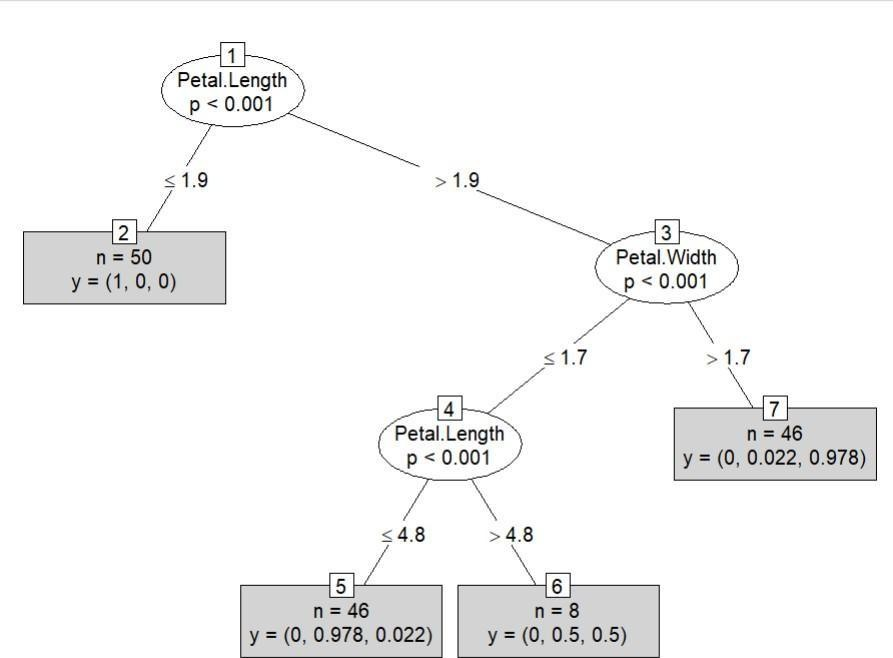 1
Petal.Length
p < 0.001
≤ 1.9
> 1.9
2
n = 50
y = (1, 0, 0)
3
Petal.Width
p < 0.001
≤ 1.7
> 1.7
4
Petal.Length
p < 0.001
7
n = 46
y = (0, 0.022, 0.978)
≤ 4.8
> 4.8
5
n = 46
y = (0, 0.978, 0.022)
6
n = 8
y = (0, 0.5, 0.5)